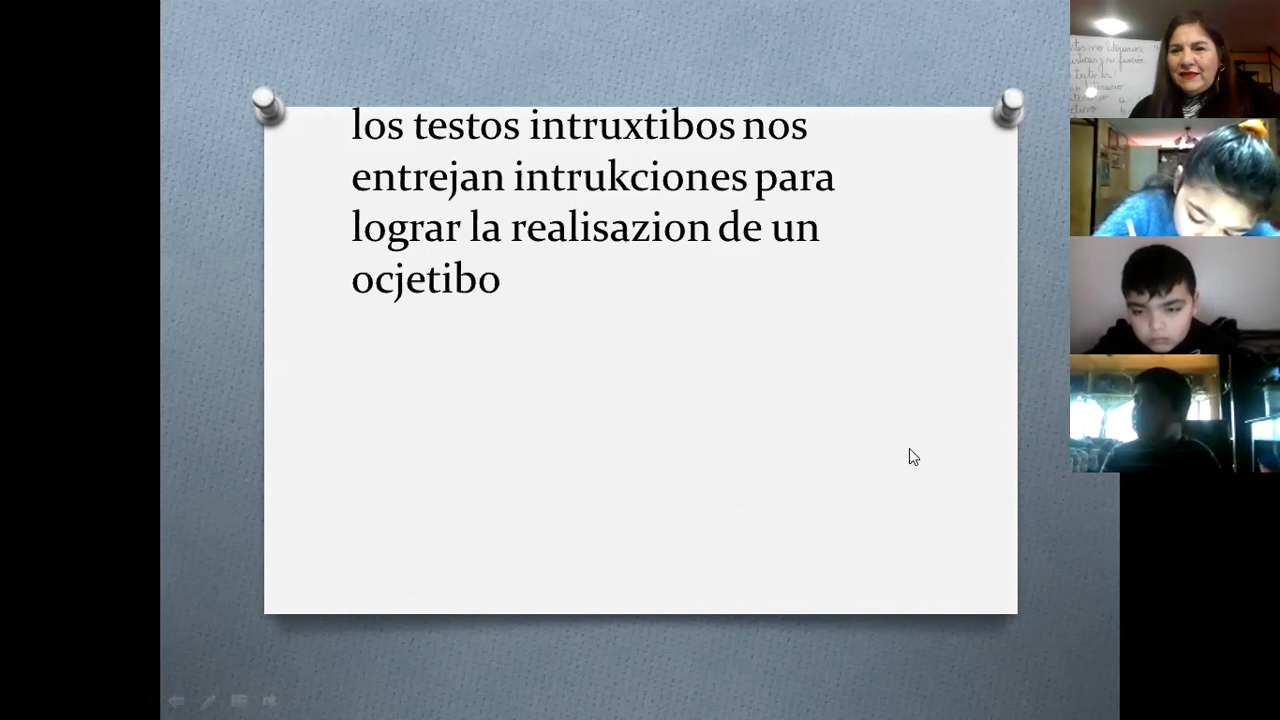 los testos intruxtibos nos
entrejan intrukciones para
lograr la realisazion de un
ocjetibo